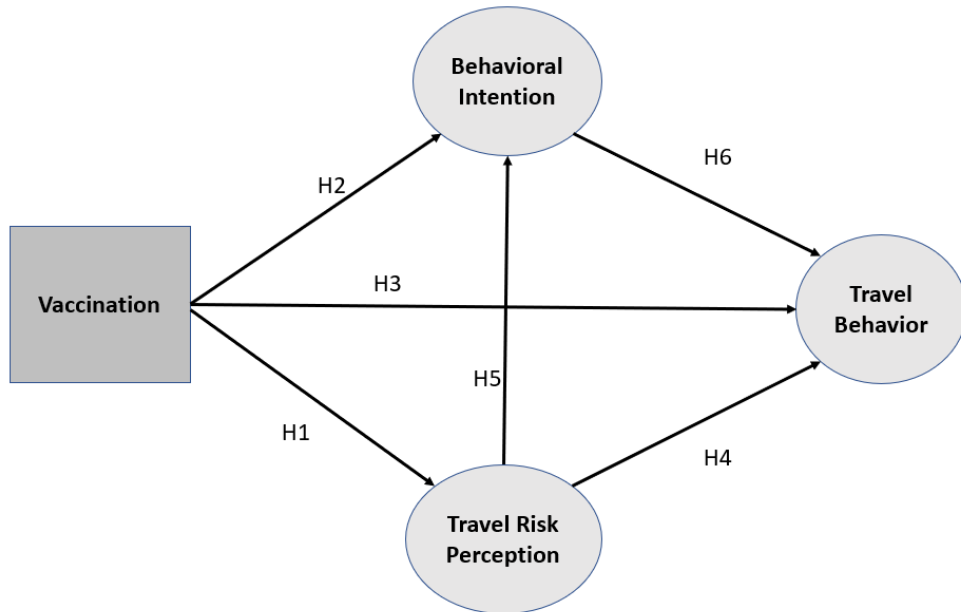 Behavioral
Intention
H6
H2
Vaccination
H3
Travel
Behavior
H5
H1
H4
Travel Risk
Perception